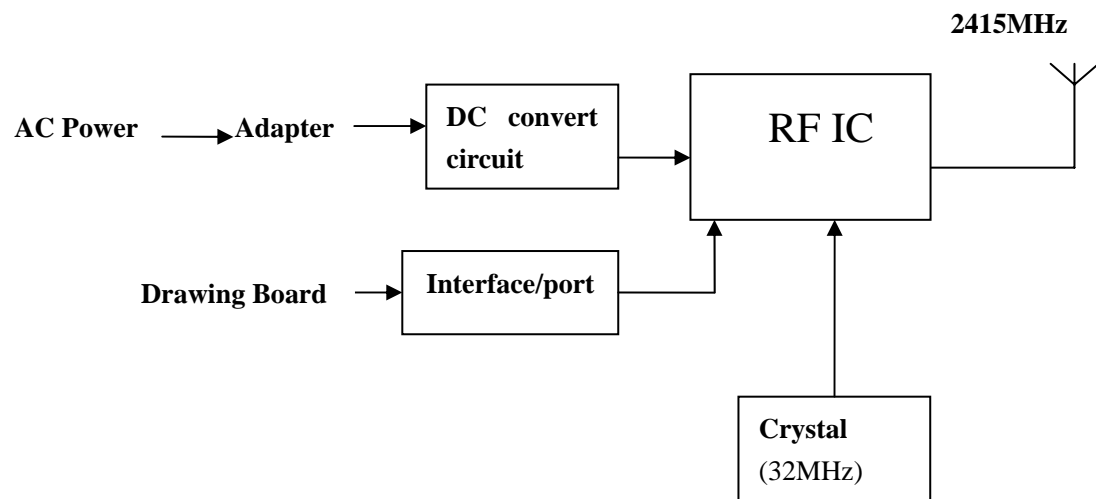 2415MHz
RF IC
DC convert
circuit
AC Power
Adapter
Interface/port
Drawing Board
Crystal
(32MHz)